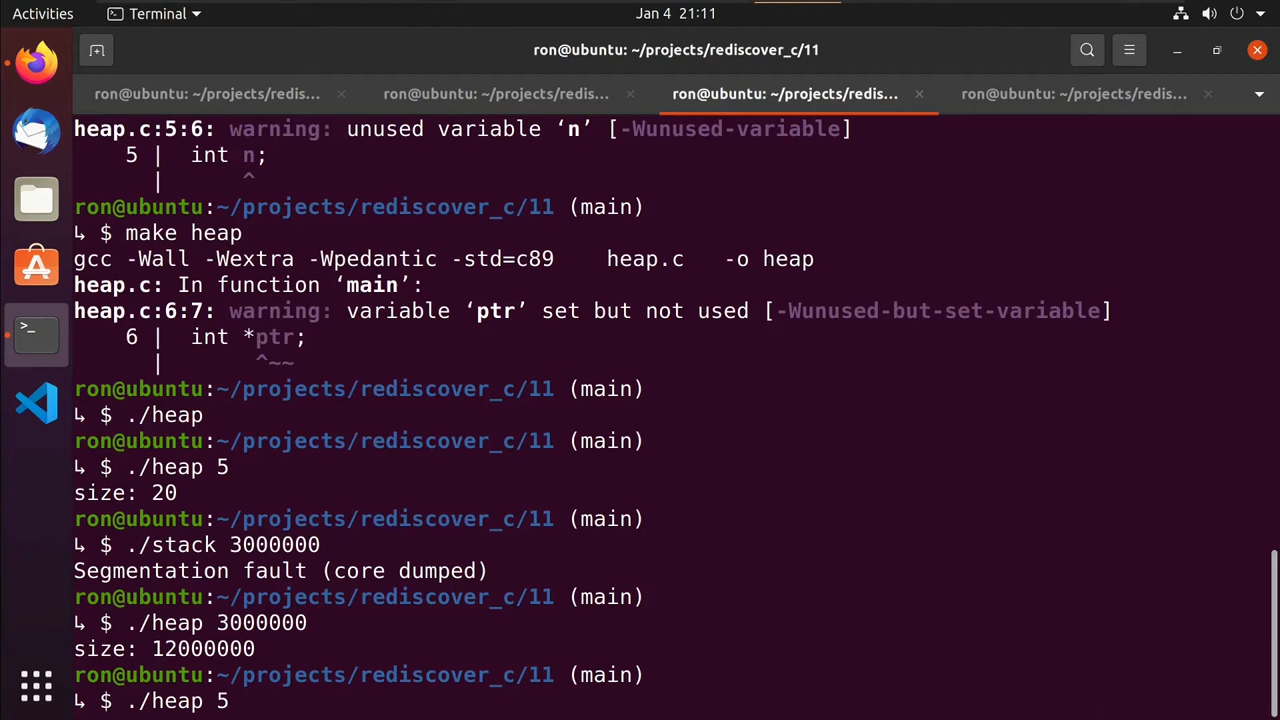 Activities
Terminal
Jan 4 21:11
ron@ubuntu: ~/projects/rediscover_c/11
ron@ubuntu: ~/projects/redis...
ron@ubuntu: ~/projects/redis...
ron@ubuntu: ~/projects/redis...
ron@ubuntu: ~/projects/redis...
heap.c:5:6: warning: unused variable ‘n’ [-Wunused-variable]
5 | int n;
| ^
ron@ubuntu:~/projects/rediscover_c/11 (main)
↳ $ make heap
gcc -Wall -Wextra -Wpedantic -std=c89 heap.c -o heap
heap.c: In function ‘main’:
heap.c:6:7: warning: variable ‘ptr’ set but not used [-Wunused-but-set-variable]
6 | int *ptr;
| ^~~
ron@ubuntu:~/projects/rediscover_c/11 (main)
↳ $ ./heap
ron@ubuntu:~/projects/rediscover_c/11 (main)
↳ $ ./heap 5
size: 20
ron@ubuntu:~/projects/rediscover_c/11 (main)
↳ $ ./stack 3000000
Segmentation fault (core dumped)
ron@ubuntu:~/projects/rediscover_c/11 (main)
↳ $ ./heap 3000000
size: 12000000
ron@ubuntu:~/projects/rediscover_c/11 (main)
↳ $ ./heap 5